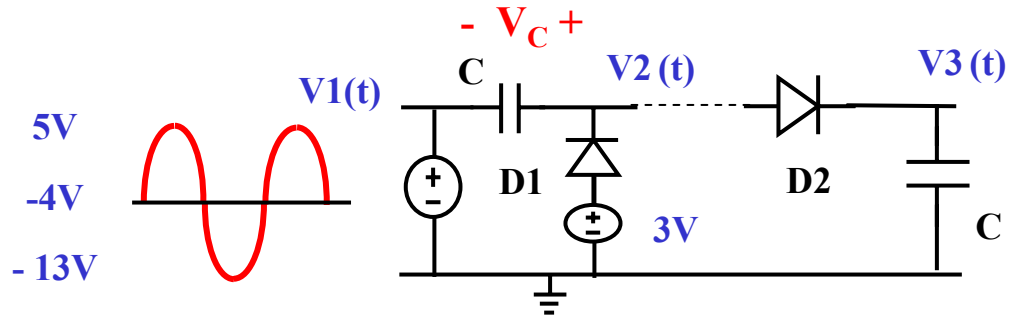 - V_C +
C
V1(t)
V2 (t)
V3 (t)
5V
-4V
- 13V
+
-
D1
+
-
3V
D2
C